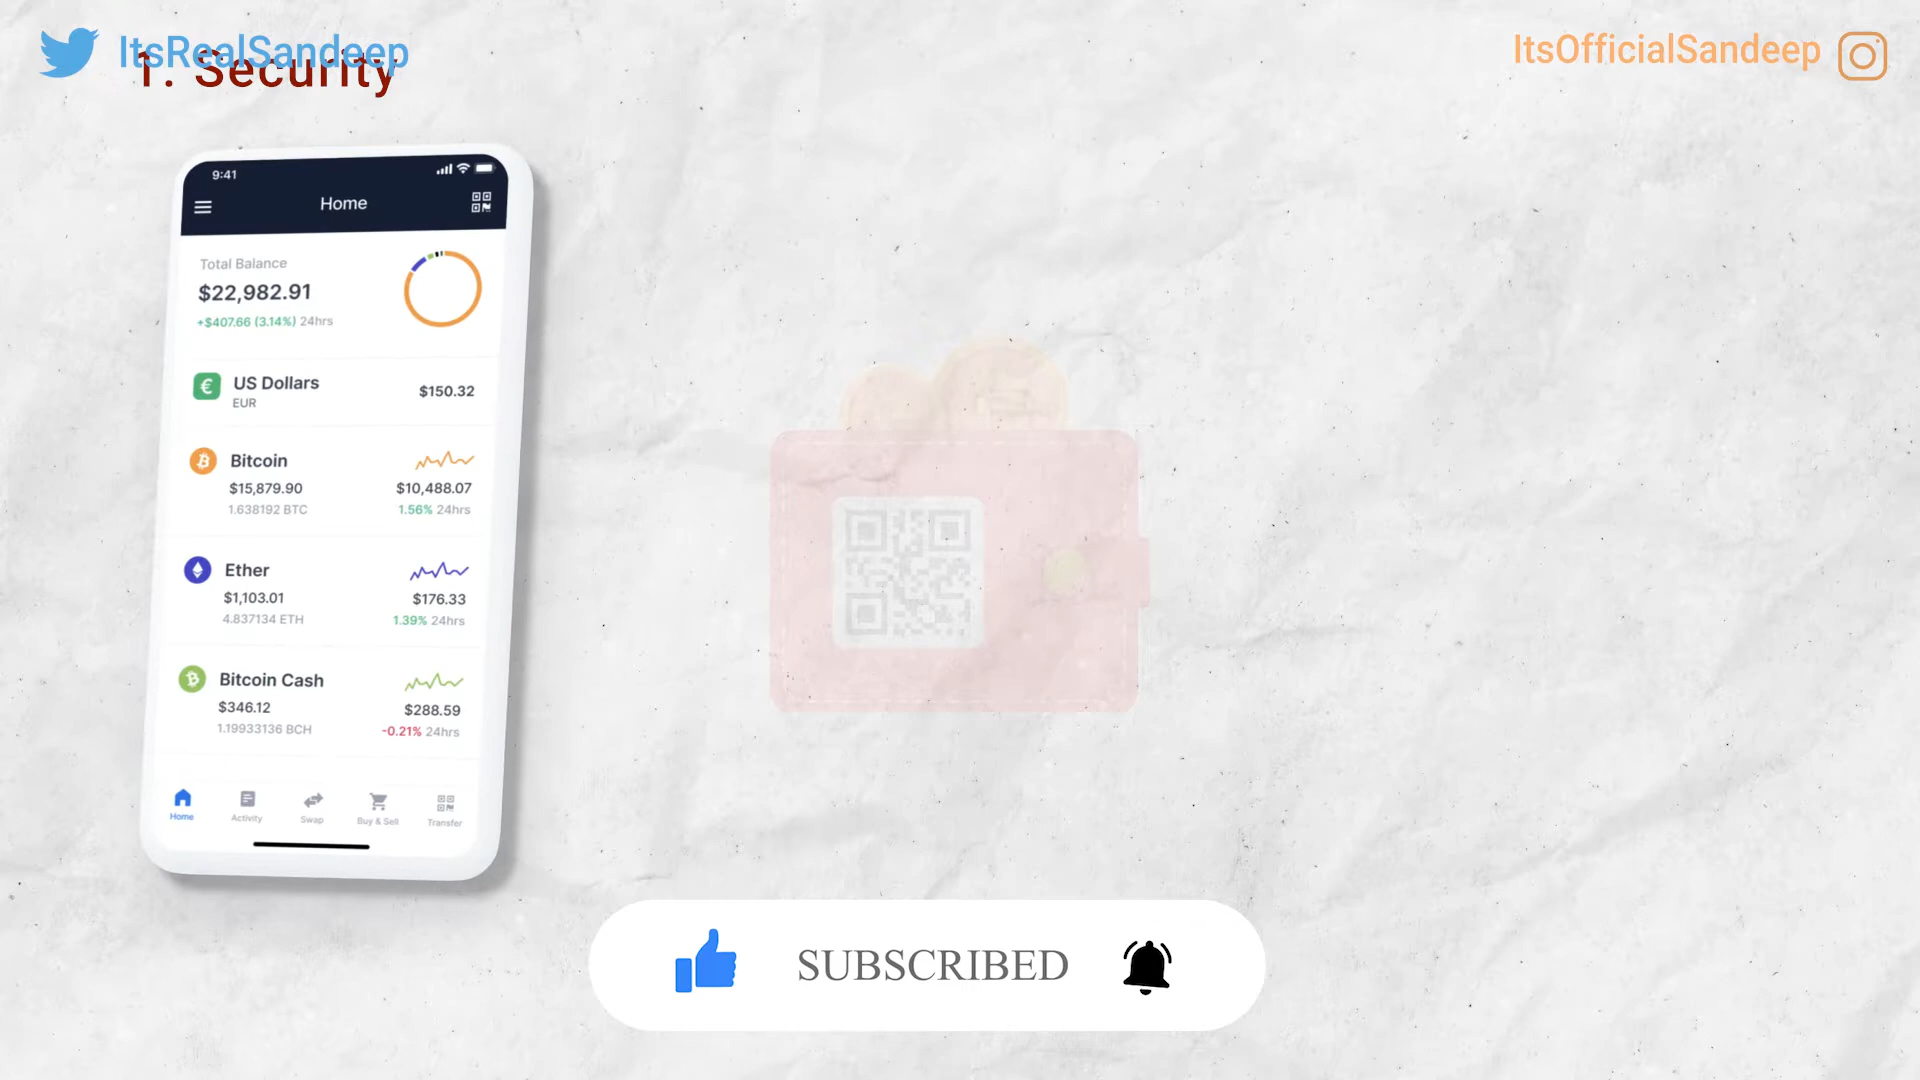 ItsRealSandeep
1. Security
ItsOfficialSandeep
9:41
Home
Total Balance
$22,982.91
+$407.66 (3.14%) 24hrs
US Dollars
$150.32
EUR
Bitcoin
$15,879.90
$10,488.07
1.638192 BTC
1.56% 24hrs
Ether
$1,103.01
$176.33
4.837134 ETH
1.39% 24hrs
Bitcoin Cash
$346.12
$288.59
1.19933136 BCH
-0.21% 24hrs
Home Activity Swap Buy & Sell Transfer
SUBSCRIBED